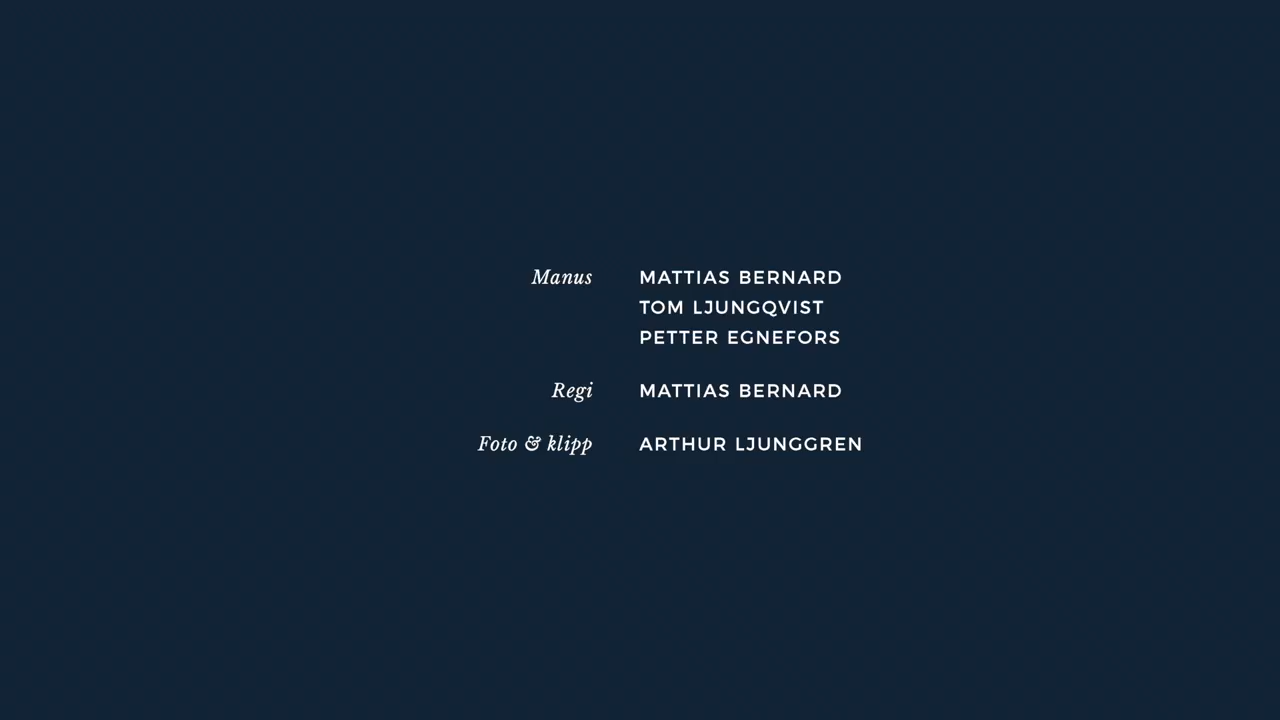 Manus MATTIAS BERNARD
TOM LJUNGQVIST
PETTER EGNEFORS
Regi MATTIAS BERNARD
Foto & klipp ARTHUR LJUNGGREN